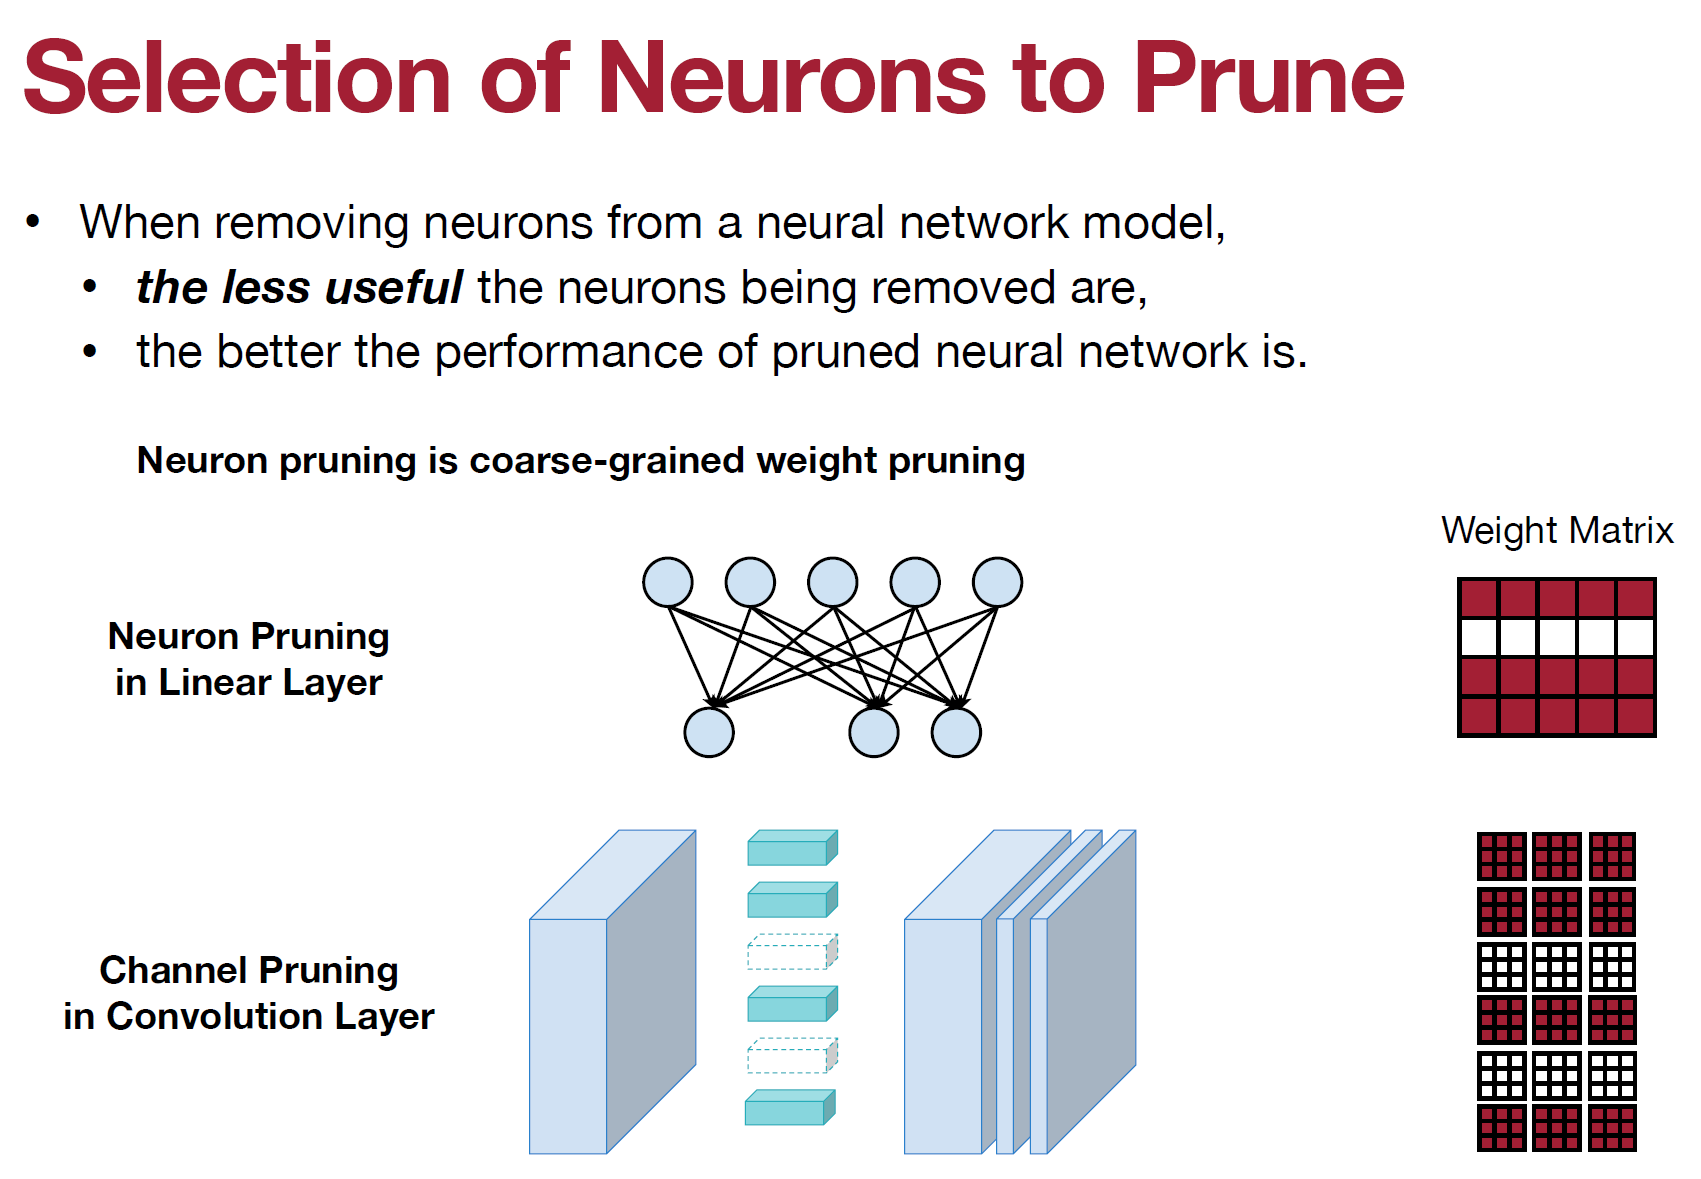 Selection of Neurons to Prune
• When removing neurons from a neural network model,
• the less useful the neurons being removed are,
• the better the performance of pruned neural network is.
Neuron pruning is coarse-grained weight pruning
Weight Matrix
Neuron Pruning
in Linear Layer
Channel Pruning
in Convolution Layer